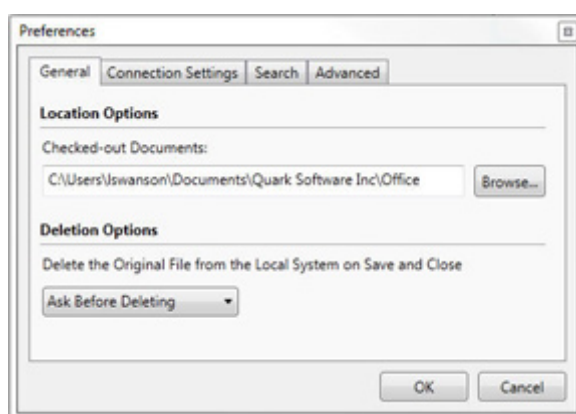 Preferences
General Connection Settings Search Advanced
Location Options
Checked-out Documents:
C:\Users\lswanson\Documents\Quark Software Inc\Office
Browse...
Deletion Options
Delete the Original File from the Local System on Save and Close
Ask Before Deleting
OK Cancel